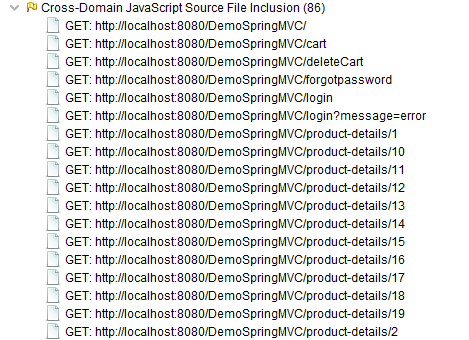 Cross-Domain JavaScript Source File Inclusion (86)
GET: http://localhost:8080/DemoSpringMVC/
GET: http://localhost:8080/DemoSpringMVC/cart
GET: http://localhost:8080/DemoSpringMVC/deleteCart
GET: http://localhost:8080/DemoSpringMVC/forgotpassword
GET: http://localhost:8080/DemoSpringMVC/login
GET: http://localhost:8080/DemoSpringMVC/login?message=error
GET: http://localhost:8080/DemoSpringMVC/product-details/1
GET: http://localhost:8080/DemoSpringMVC/product-details/10
GET: http://localhost:8080/DemoSpringMVC/product-details/11
GET: http://localhost:8080/DemoSpringMVC/product-details/12
GET: http://localhost:8080/DemoSpringMVC/product-details/13
GET: http://localhost:8080/DemoSpringMVC/product-details/14
GET: http://localhost:8080/DemoSpringMVC/product-details/15
GET: http://localhost:8080/DemoSpringMVC/product-details/16
GET: http://localhost:8080/DemoSpringMVC/product-details/17
GET: http://localhost:8080/DemoSpringMVC/product-details/18
GET: http://localhost:8080/DemoSpringMVC/product-details/19
GET: http://localhost:8080/DemoSpringMVC/product-details/2